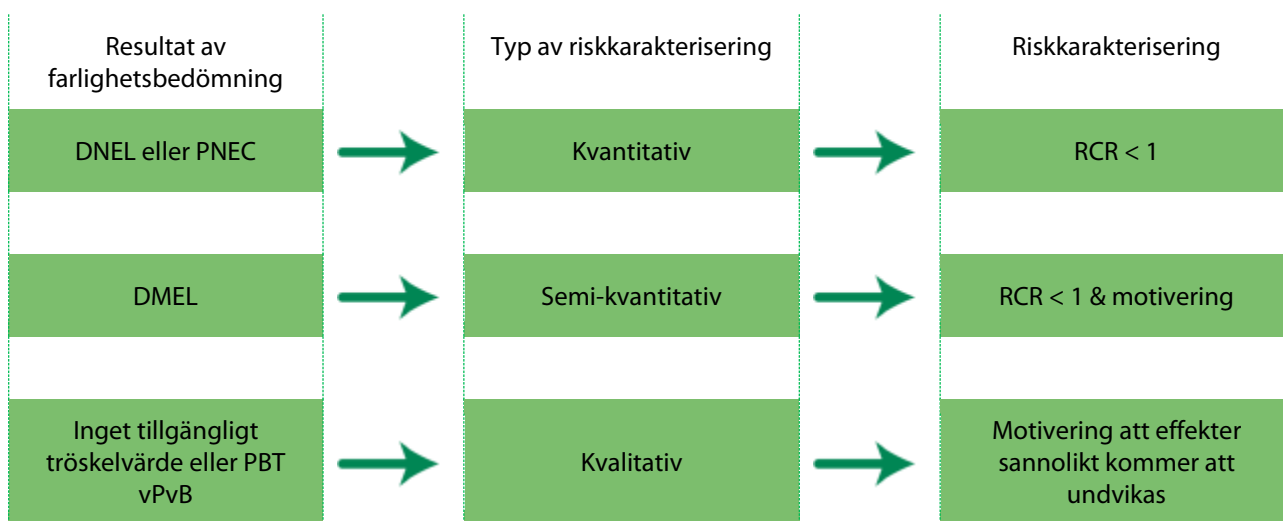 Resultat av
farlighetsbedömning
Typ av riskkarakterisering
Riskkarakterisering
DNEL eller PNEC
Kvantitativ
RCR < 1
DMEL
Semi-kvantitativ
RCR < 1 & motivering
Inget tillgängligt
tröskelvärde eller PBT
vPvB
Kvalitativ
Motivering att effekter
sannolikt kommer att
undvikas